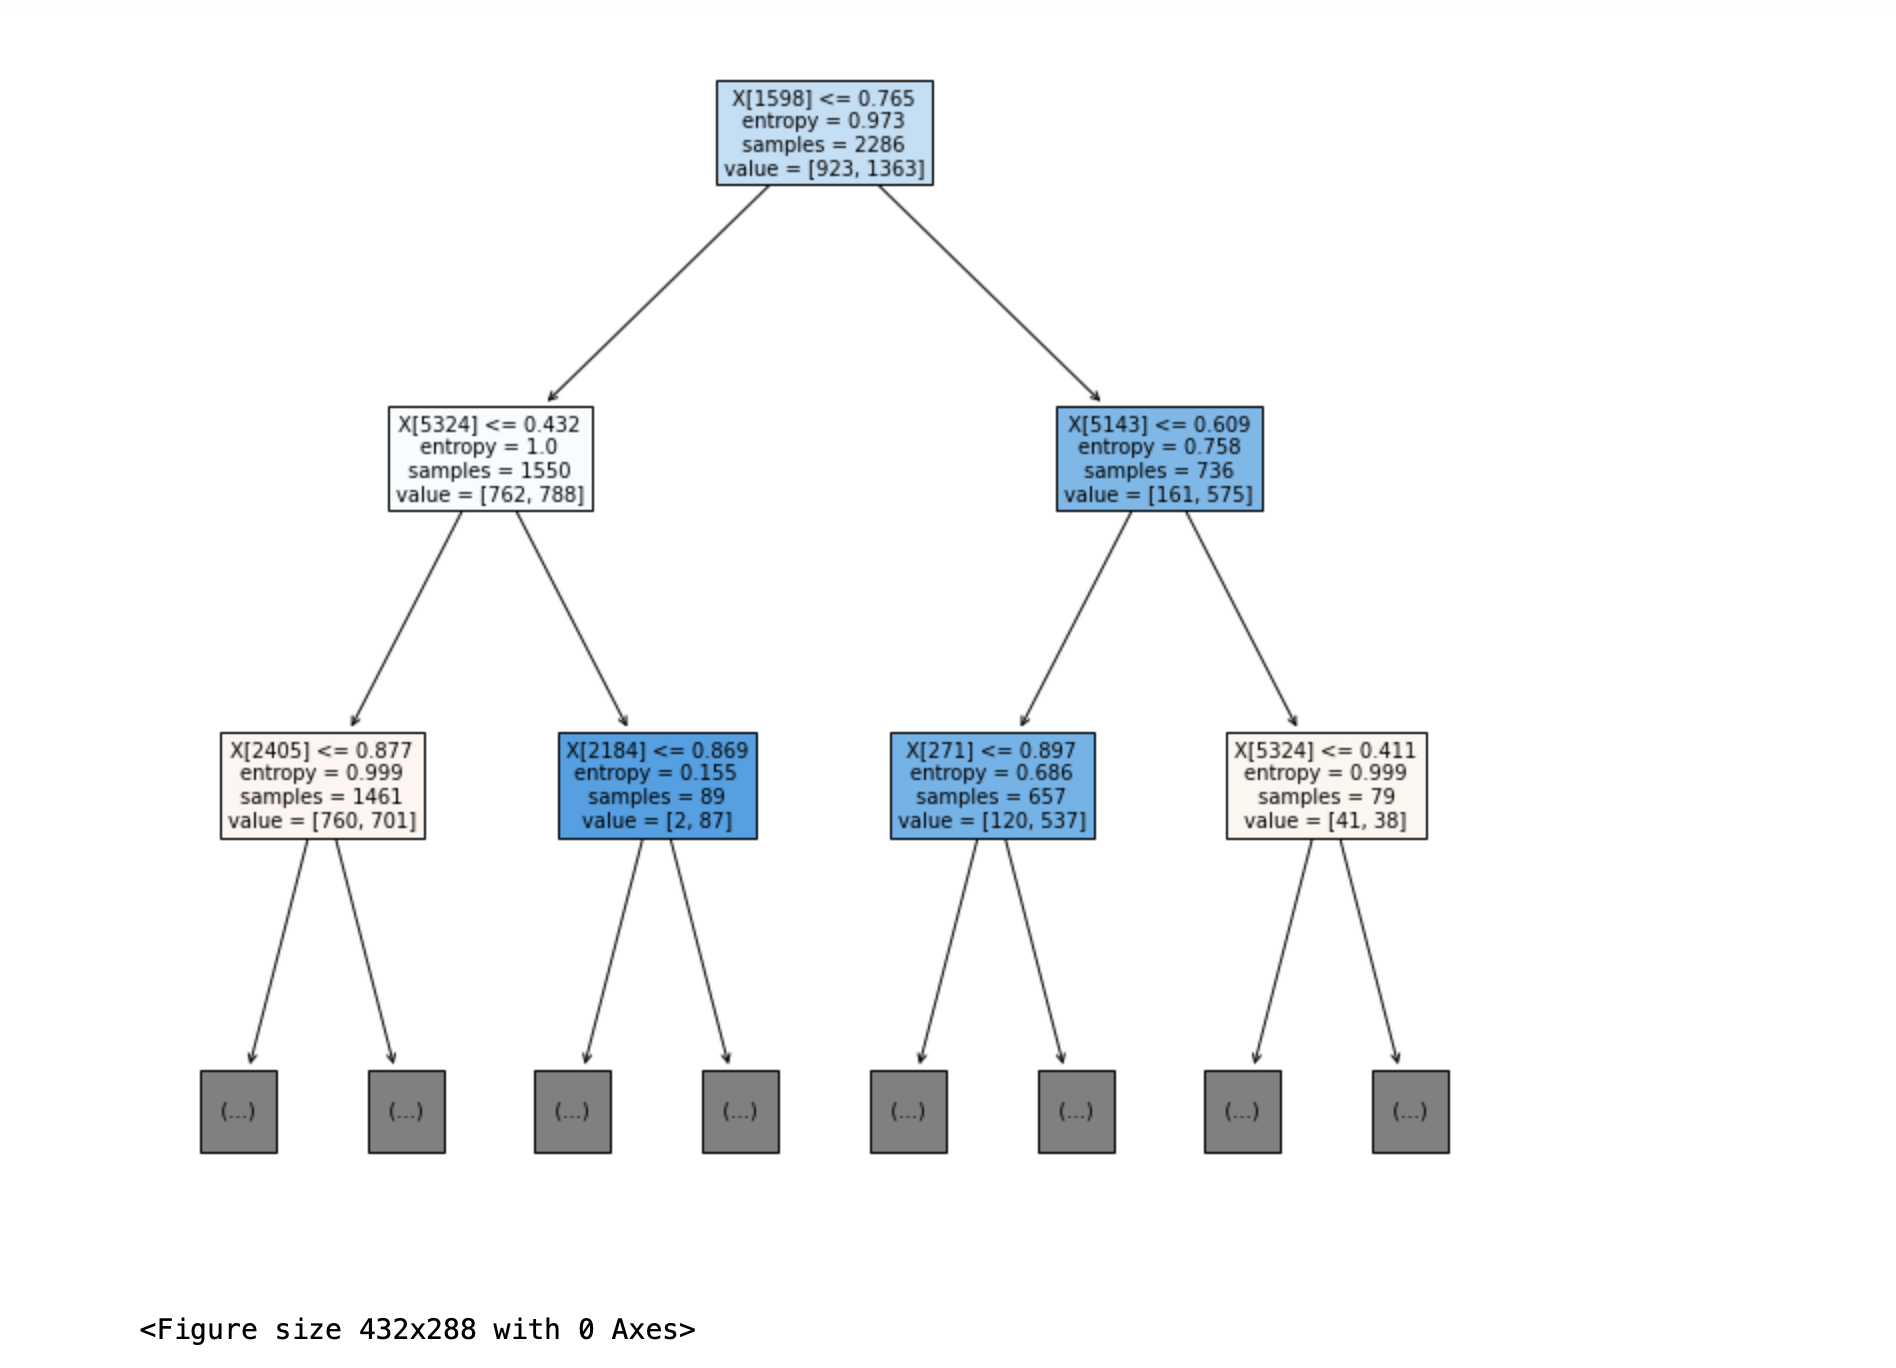 X[1598] <= 0.765
entropy = 0.973
samples = 2286
value = [923, 1363]
X[5324] <= 0.432
entropy = 1.0
samples = 1550
value = [762, 788]
X[5143] <= 0.609
entropy = 0.758
samples = 736
value = [161, 575]
X[2405] <= 0.877
entropy = 0.999
samples = 1461
value = [760, 701]
X[2184] <= 0.869
entropy = 0.155
samples = 89
value = [2, 87]
X[271] <= 0.897
entropy = 0.686
samples = 657
value = [120, 537]
X[5324] <= 0.411
entropy = 0.999
samples = 79
value = [41, 38]
(...)
(...)
(...)
(...)
(...)
(...)
(...)
(...)
<Figure size 432x288 with 0 Axes>